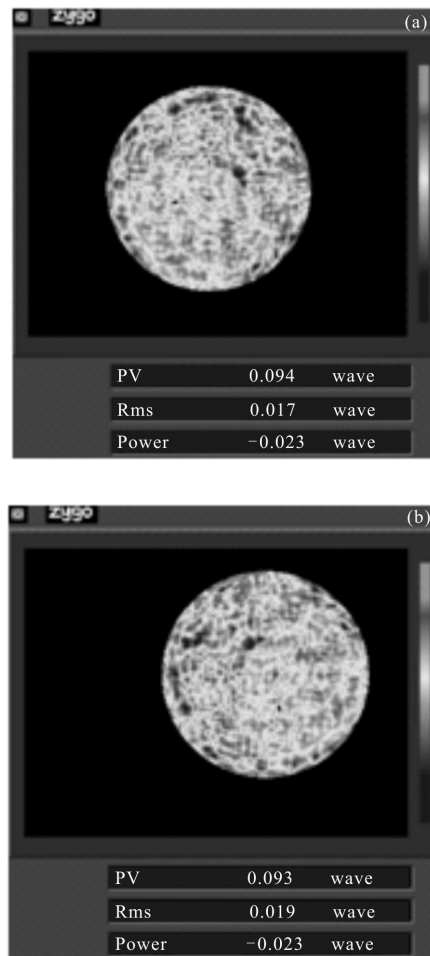 zygo (a)
PV 0.094 wave
Rms 0.017 wave
Power -0.023 wave
zygo (b)
PV 0.093 wave
Rms 0.019 wave
Power -0.023 wave